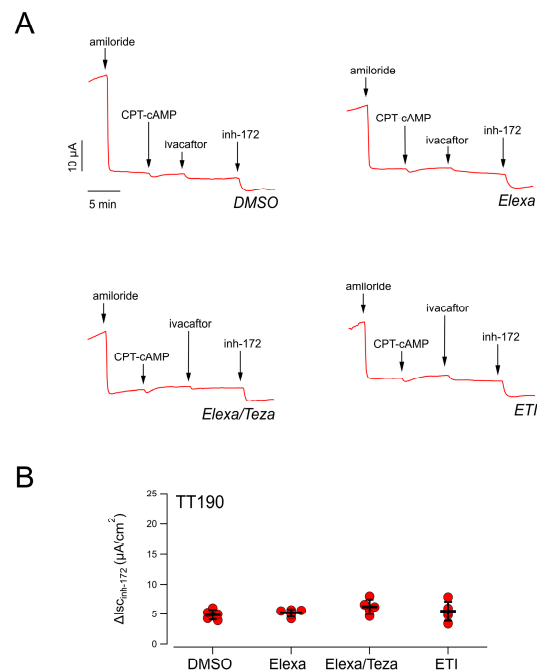 A
amiloride
CPT-cAMP
ivacaftor
inh-172
10 µA
5 min
DMSO
amiloride
CPT cAMP
ivacaftor
inh-172
Elexa
amiloride
ivacaftor
CPT-cAMP
inh-172
Elexa/Teza
amiloride
ivacaftor
CPT-cAMP
inh-172
ETI
B
TT190
ΔIsc inh-172 (µA/cm²)
25
20
15
10
5
0
DMSO Elexa Elexa/Teza ETI